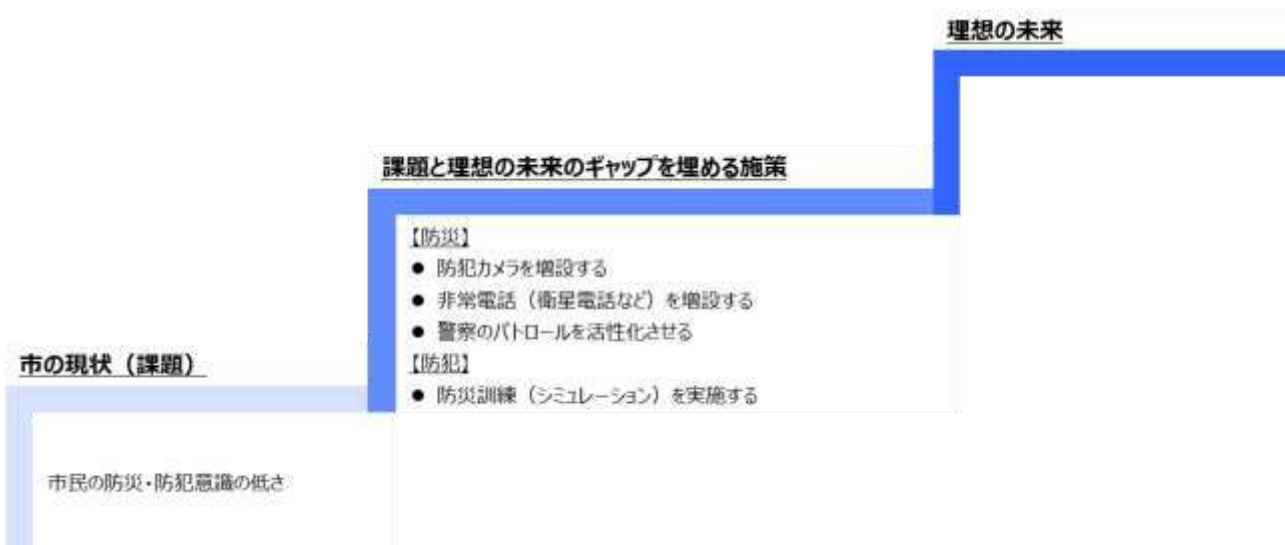 理想の未来
課題と理想の未来のギャップを埋める施策
【防災】
● 防犯カメラを増設する
● 非常電話（衛星電話など）を増設する
● 警察のパトロールを活性化させる
【防犯】
● 防災訓練（シミュレーション）を実施する
市の現状（課題）
市民の防災・防犯意識の低さ